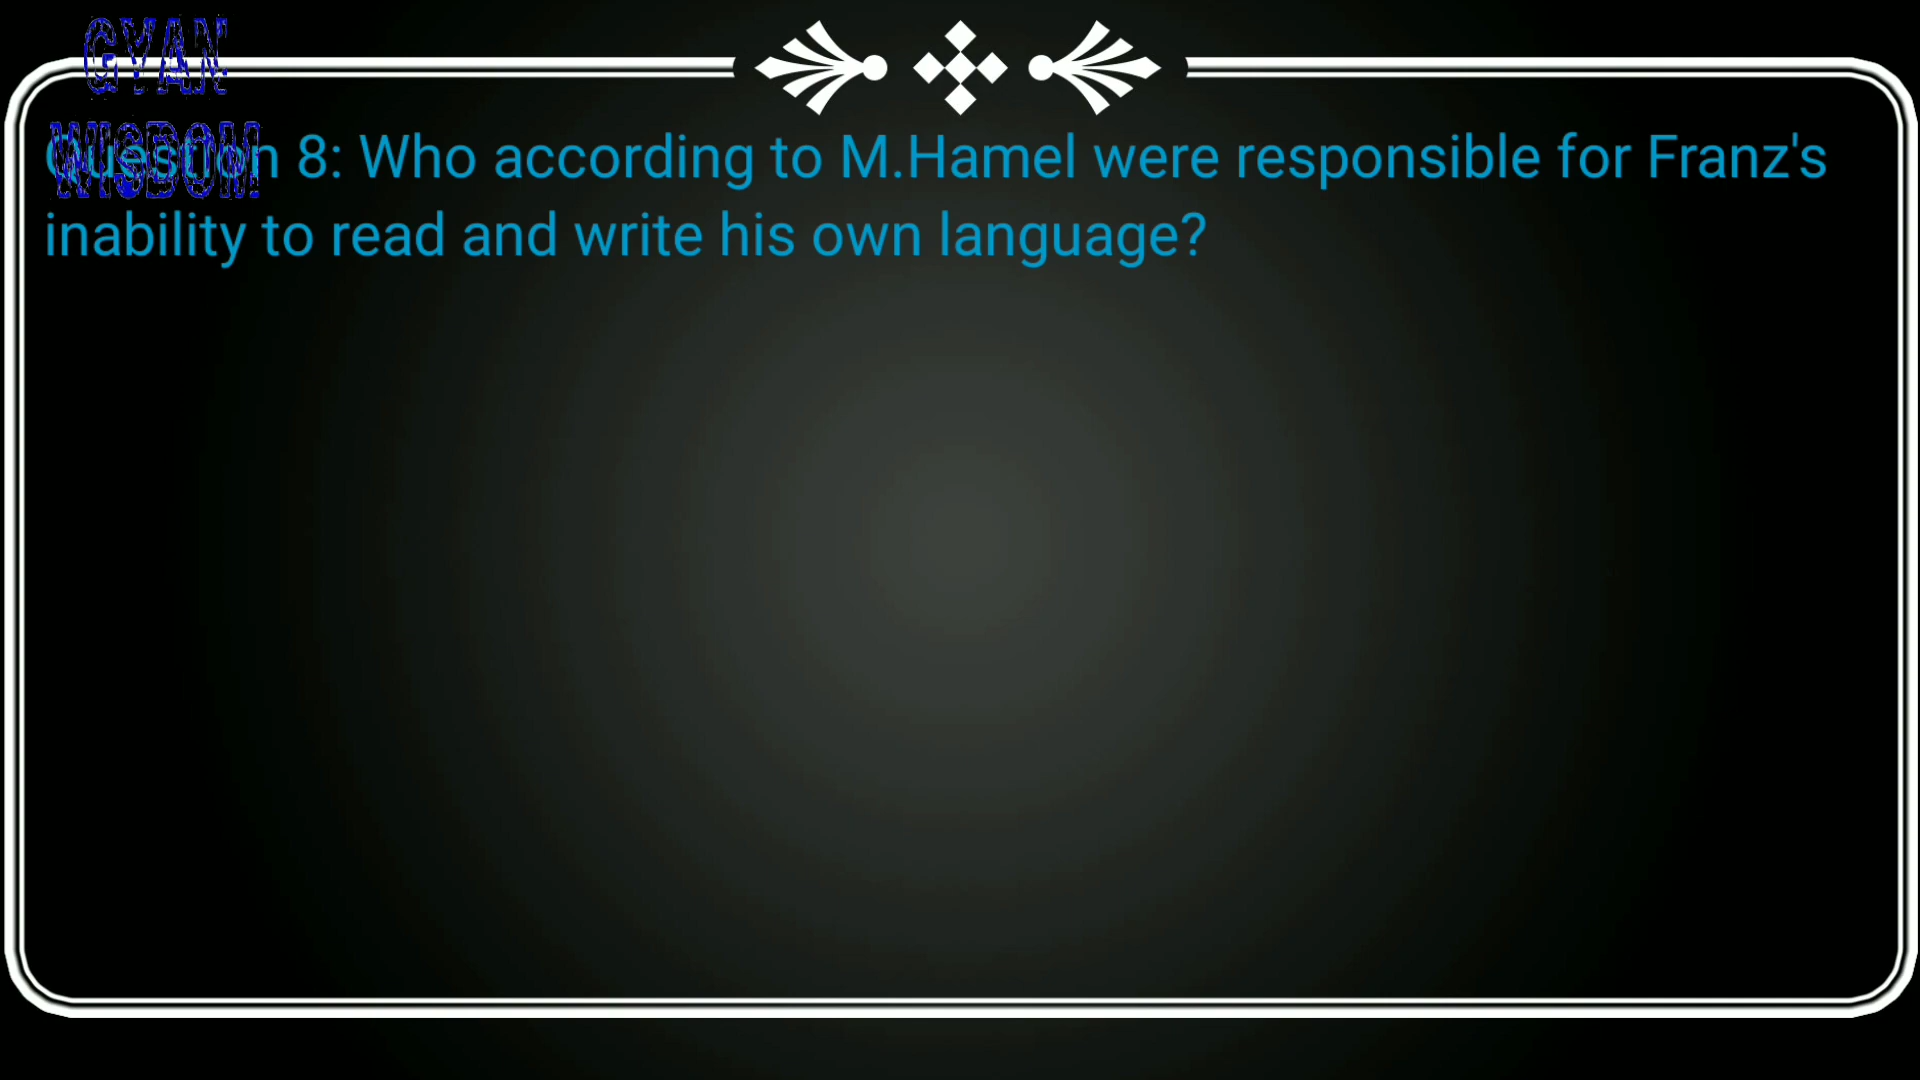 GYAN
WISDOM
Question 8: Who according to M.Hamel were responsible for Franz's
inability to read and write his own language?